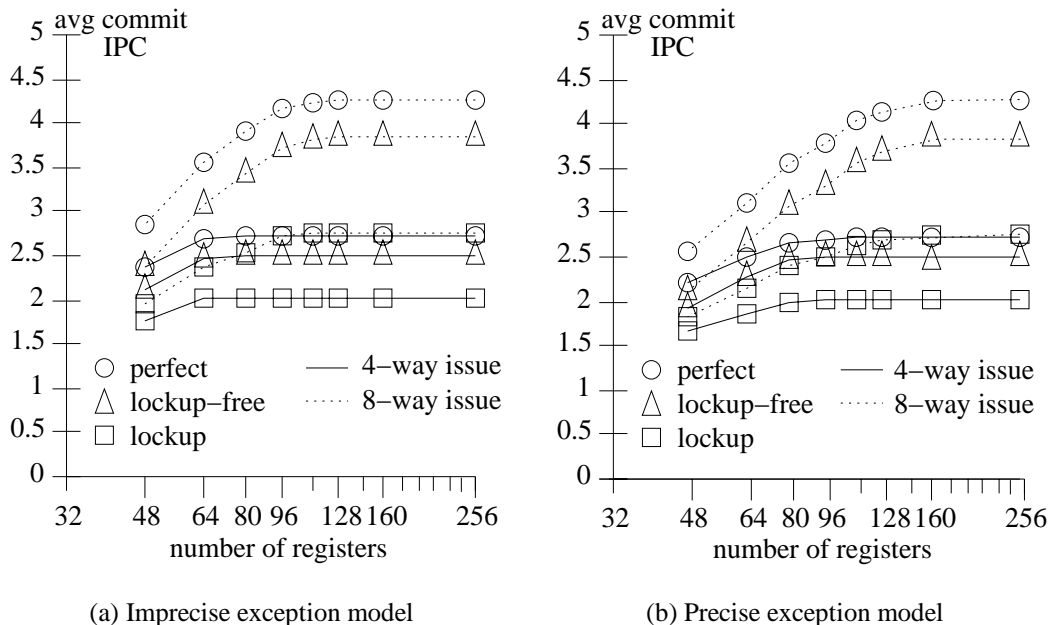 avg commit
IPC
5
4.5
4
3.5
3
2.5
2
1.5
1
0.5
0
perfect
lockup–free
lockup
4–way issue
8–way issue
32 48 64 80 96 128 160 256
number of registers
(a) Imprecise exception model
avg commit
IPC
5
4.5
4
3.5
3
2.5
2
1.5
1
0.5
0
perfect
lockup–free
lockup
4–way issue
8–way issue
32 48 64 80 96 128 160 256
number of registers
(b) Precise exception model